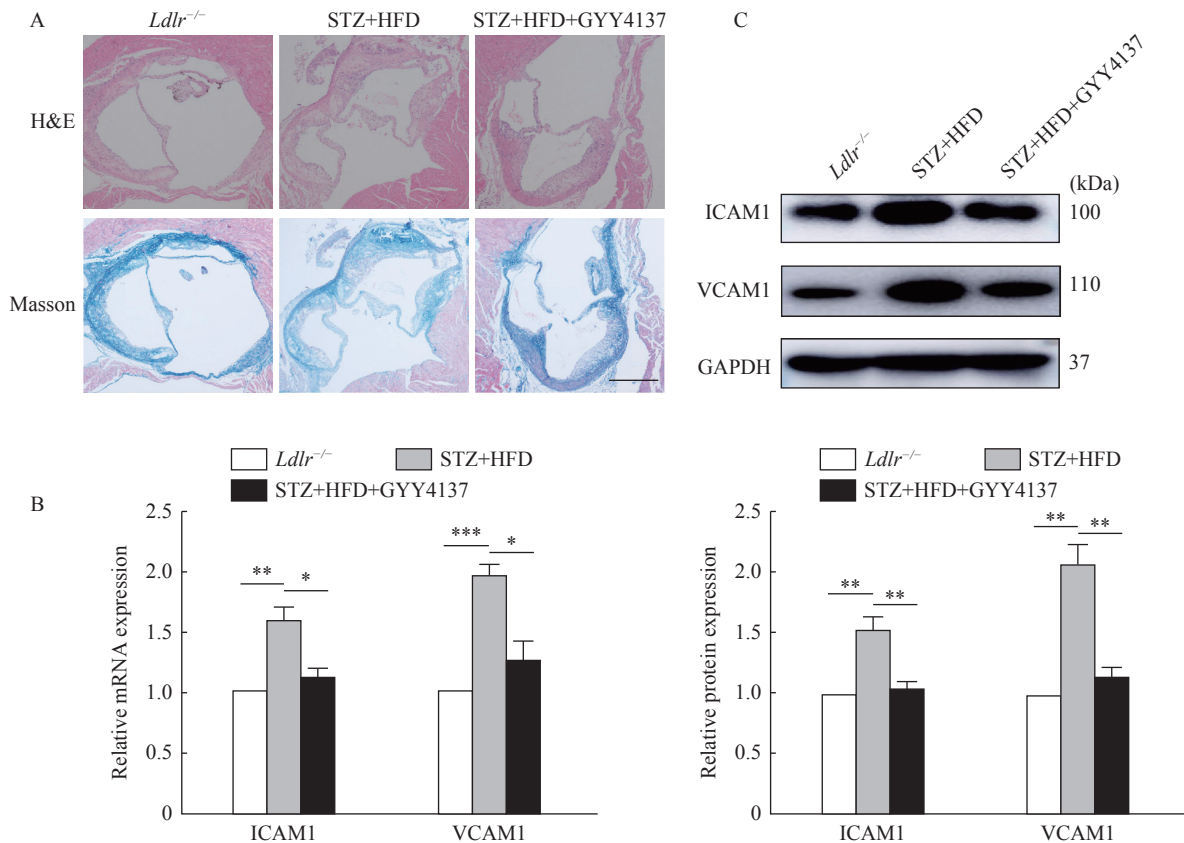 A
Ldlr⁻/⁻ STZ+HFD STZ+HFD+GYY4137
H&E
Masson
C
Ldlr⁻/⁻ STZ+HFD STZ+HFD+GYY4137
(kDa)
ICAM1 100
VCAM1 110
GAPDH 37
B
Ldlr⁻/⁻ STZ+HFD
STZ+HFD+GYY4137
Relative mRNA expression
2.5
2.0
1.5
1.0
0.5
0
** *
*** *
ICAM1 VCAM1
Ldlr⁻/⁻ STZ+HFD
STZ+HFD+GYY4137
Relative protein expression
2.5
2.0
1.5
1.0
0.5
0
** **
** **
ICAM1 VCAM1